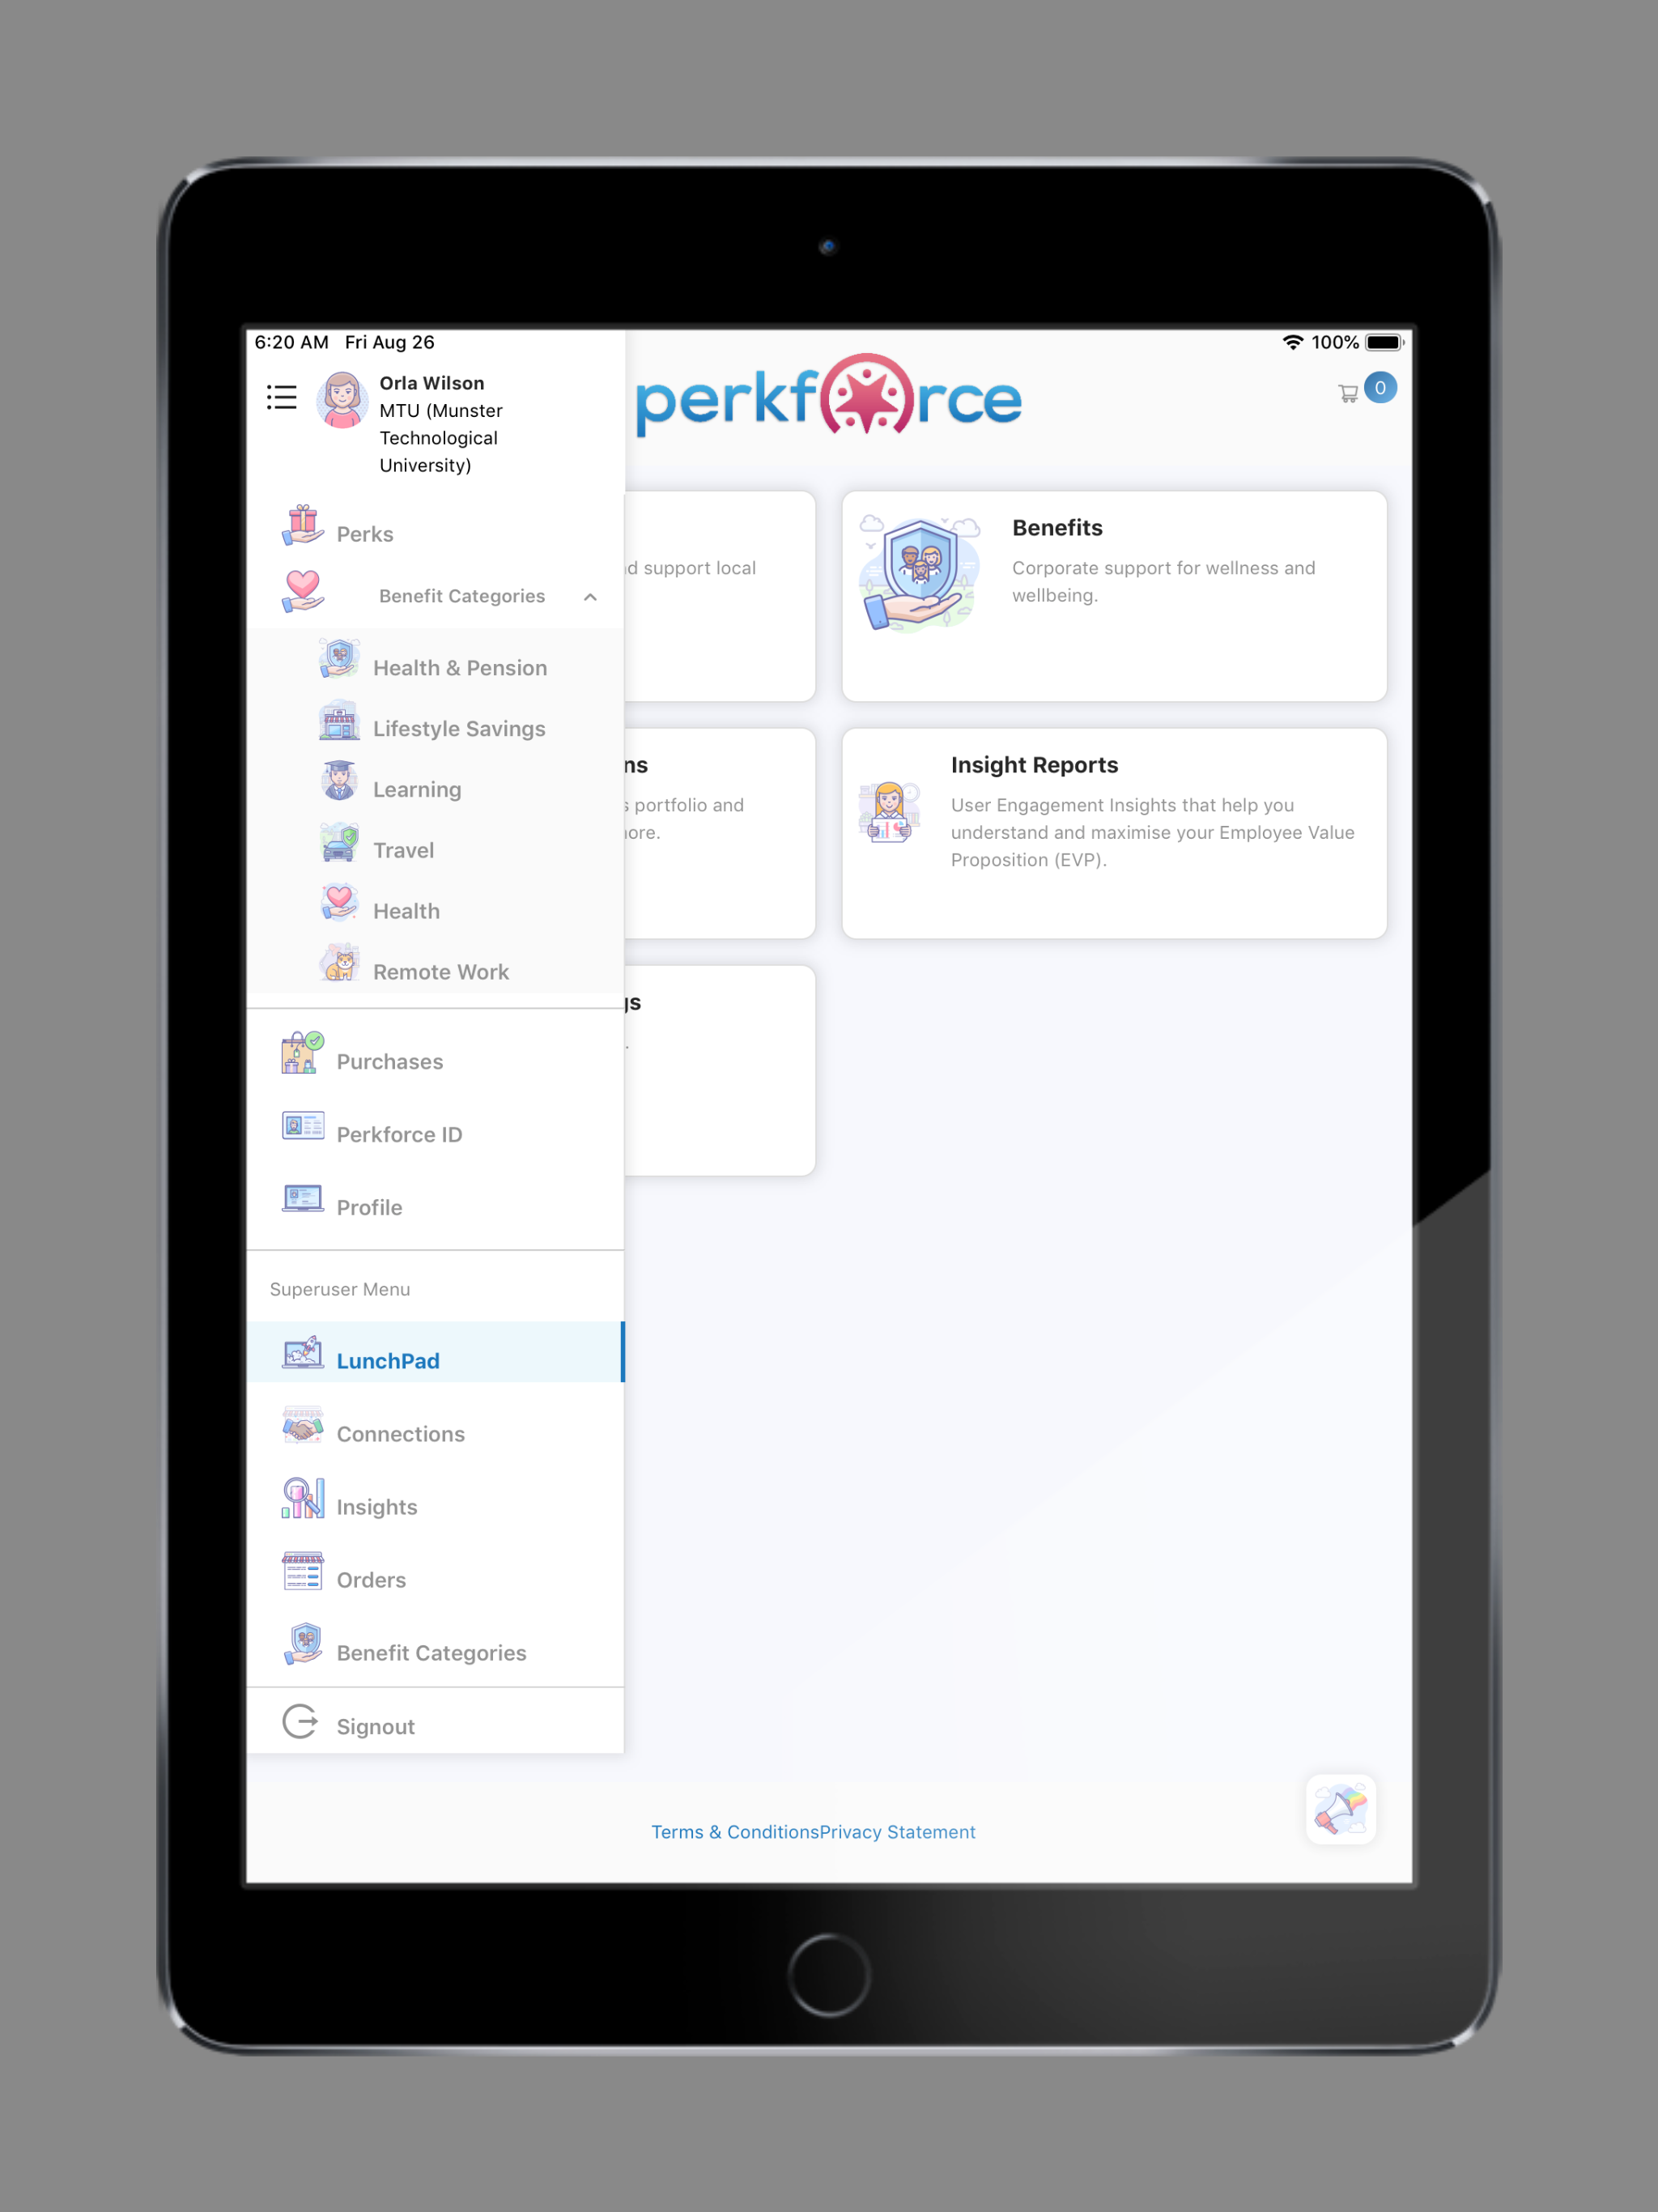 6:20 AM Fri Aug 26
100%
Orla Wilson
MTU (Munster
Technological
University)
perkforce
0
Perks
Benefit Categories
Health & Pension
Lifestyle Savings
Learning
Travel
Health
Remote Work
Purchases
Perkforce ID
Profile
Superuser Menu
LunchPad
Connections
Insights
Orders
Benefit Categories
Signout
support local
Benefits
Corporate support for wellness and
wellbeing.
ns
s portfolio and
ore.
Insight Reports
User Engagement Insights that help you
understand and maximise your Employee Value
Proposition (EVP).
gs
.
Terms & ConditionsPrivacy Statement